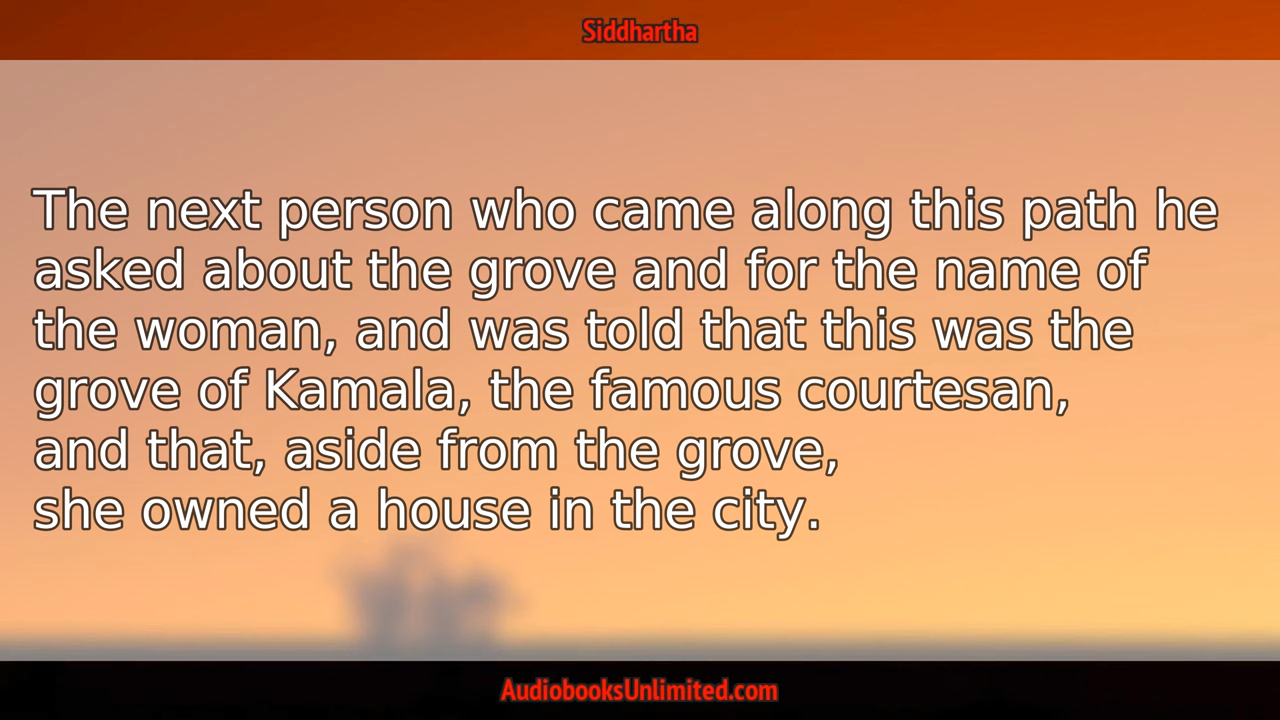 Siddhartha
The next person who came along this path he
asked about the grove and for the name of
the woman, and was told that this was the
grove of Kamala, the famous courtesan,
and that, aside from the grove,
she owned a house in the city.
AudiobooksUnlimited.com